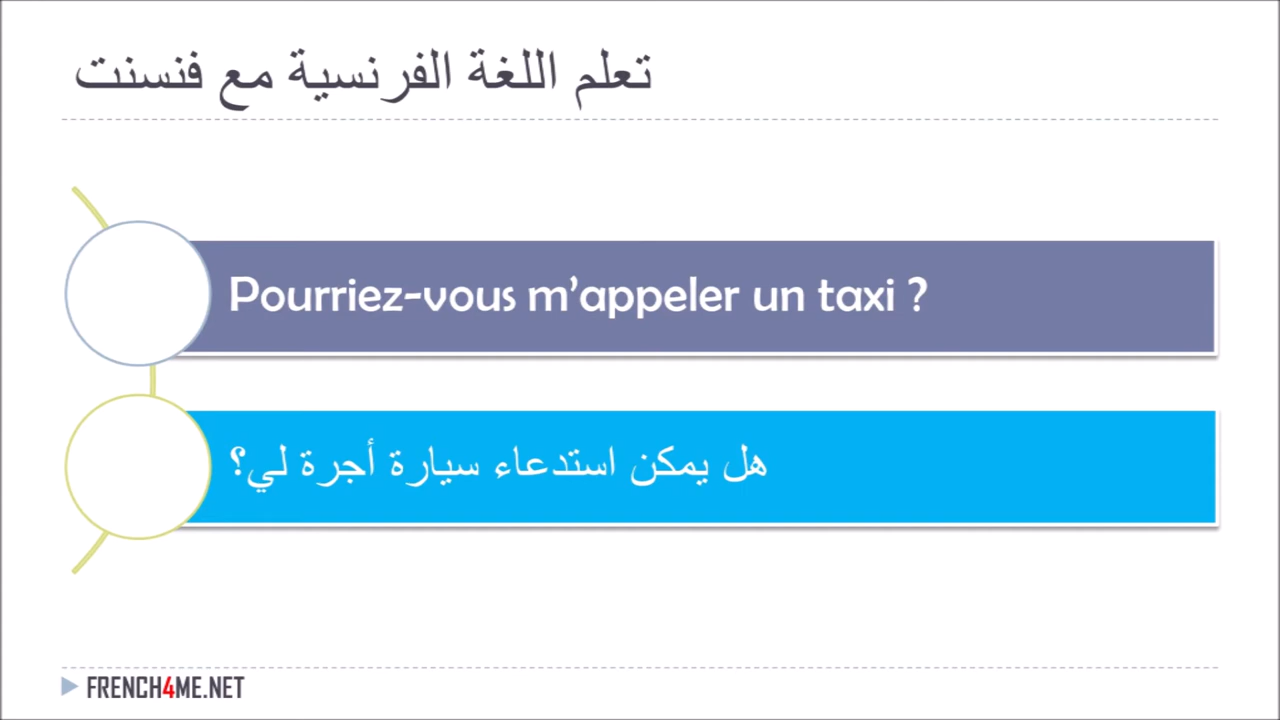 تعلم اللغة الفرنسية مع فنسنت
Pourriez-vous m’appeler un taxi ?
هل يمكن استدعاء سيارة أجرة لي؟
FRENCH4ME.NET